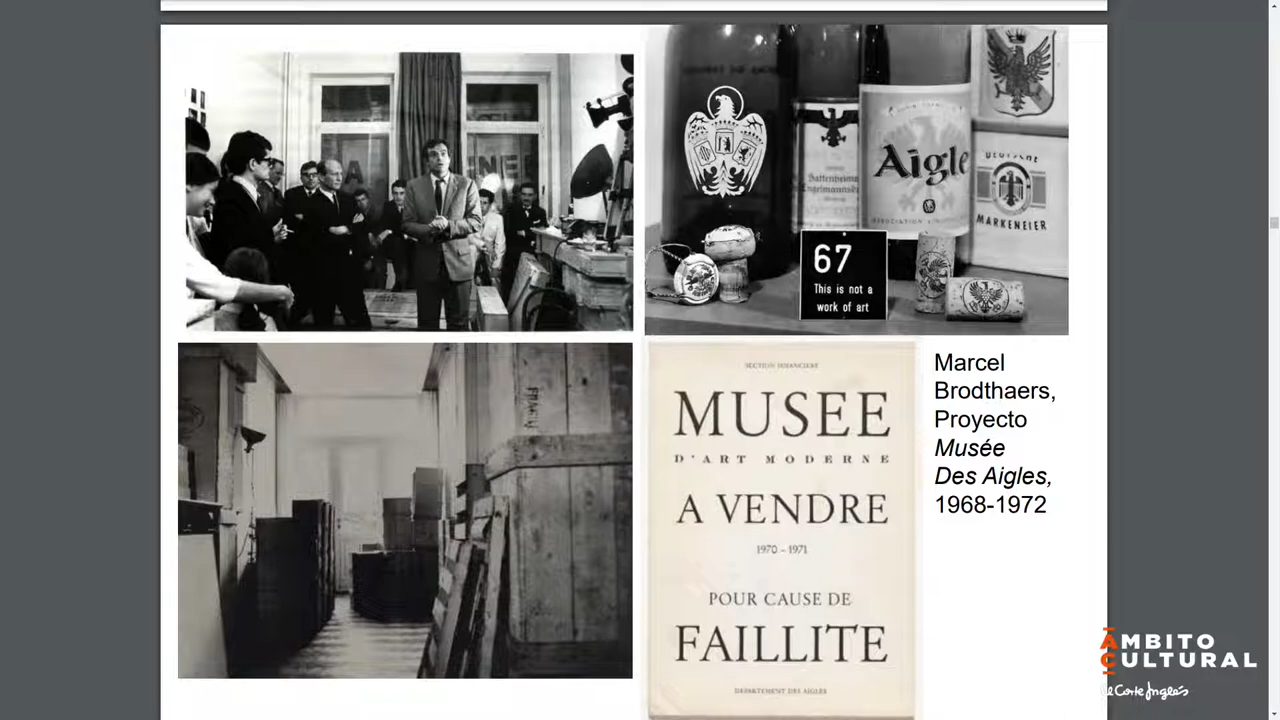 Aigle
DEUTSCHE
MARKENEIER
67
This is not a
work of art
SECTION FINANCIERE
MUSEE
D'ART MODERNE
A VENDRE
1970 - 1971
POUR CAUSE DE
FAILLITE
DEPARTEMENT DES AIGLES
Marcel
Brodthaers,
Proyecto
Musée
Des Aigles,
1968-1972
ÁMBITO
CULTURAL
El Corte Inglés